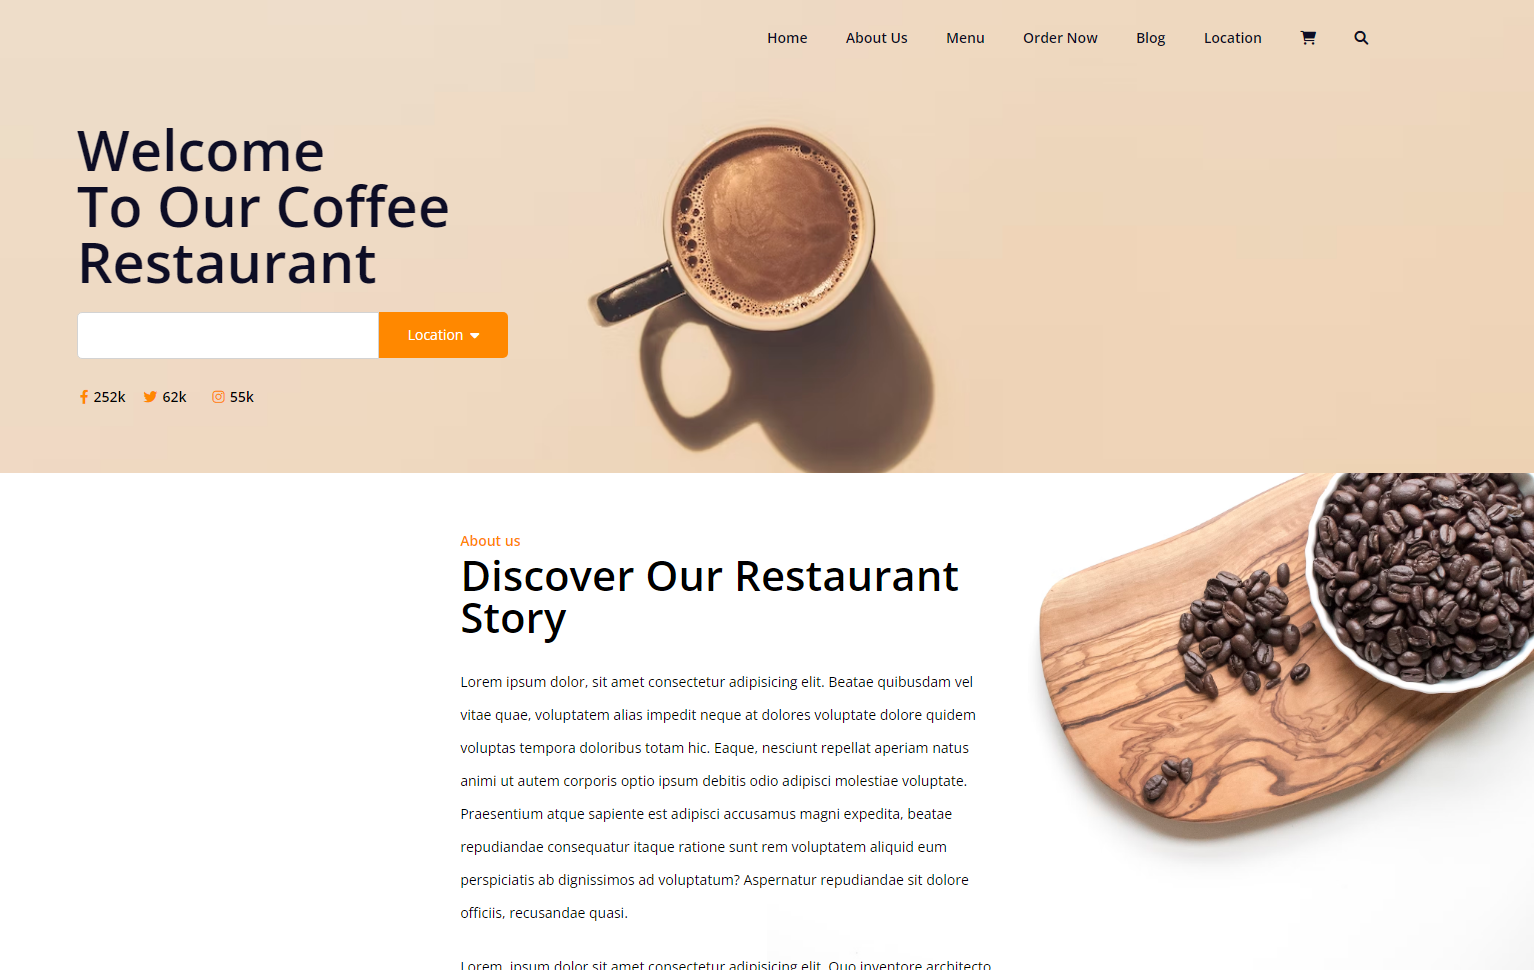 Home About Us Menu Order Now Blog Location
Welcome
To Our Coffee
Restaurant
Location
252k 62k 55k
About us
Discover Our Restaurant
Story
Lorem ipsum dolor, sit amet consectetur adipisicing elit. Beatae quibusdam vel
vitae quae, voluptatem alias impedit neque at dolores voluptate dolore quidem
voluptas tempora doloribus totam hic. Eaque, nesciunt repellat aperiam natus
animi ut autem corporis optio ipsum debitis odio adipisci molestiae voluptate.
Praesentium atque sapiente est adipisci accusamus magni expedita, beatae
repudiandae consequatur itaque ratione sunt rem voluptatem aliquid eum
perspiciatis ab dignissimos ad voluptatum? Aspernatur repudiandae sit dolore
officiis, recusandae quasi.
Lorem, ipsum dolor sit amet consectetur adipisicing elit. Quo inventore architecto